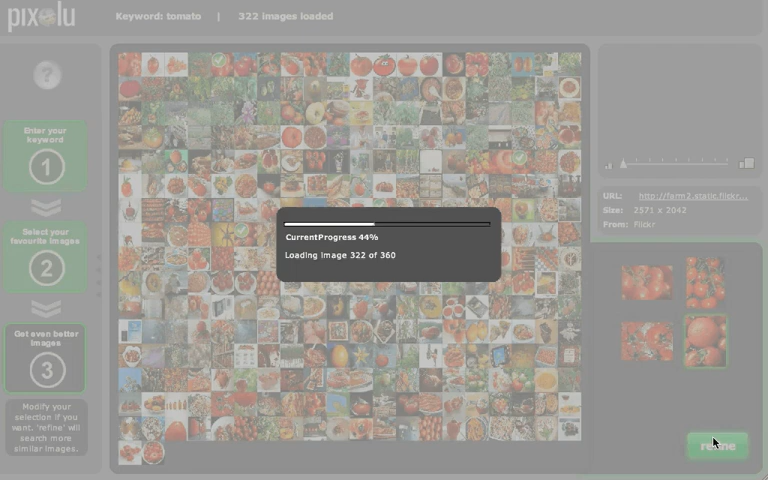 pixolu
Keyword: tomato | 322 images loaded
?
Enter your
keyword
1
Select your
favourite images
2
Get even better
images
3
Modify your
selection if you
want. 'refine' will
search more
similar images.
CurrentProgress 44%
Loading image 322 of 360
URL: http://farm2.static.flickr...
Size: 2571 x 2042
From: Flickr
refine